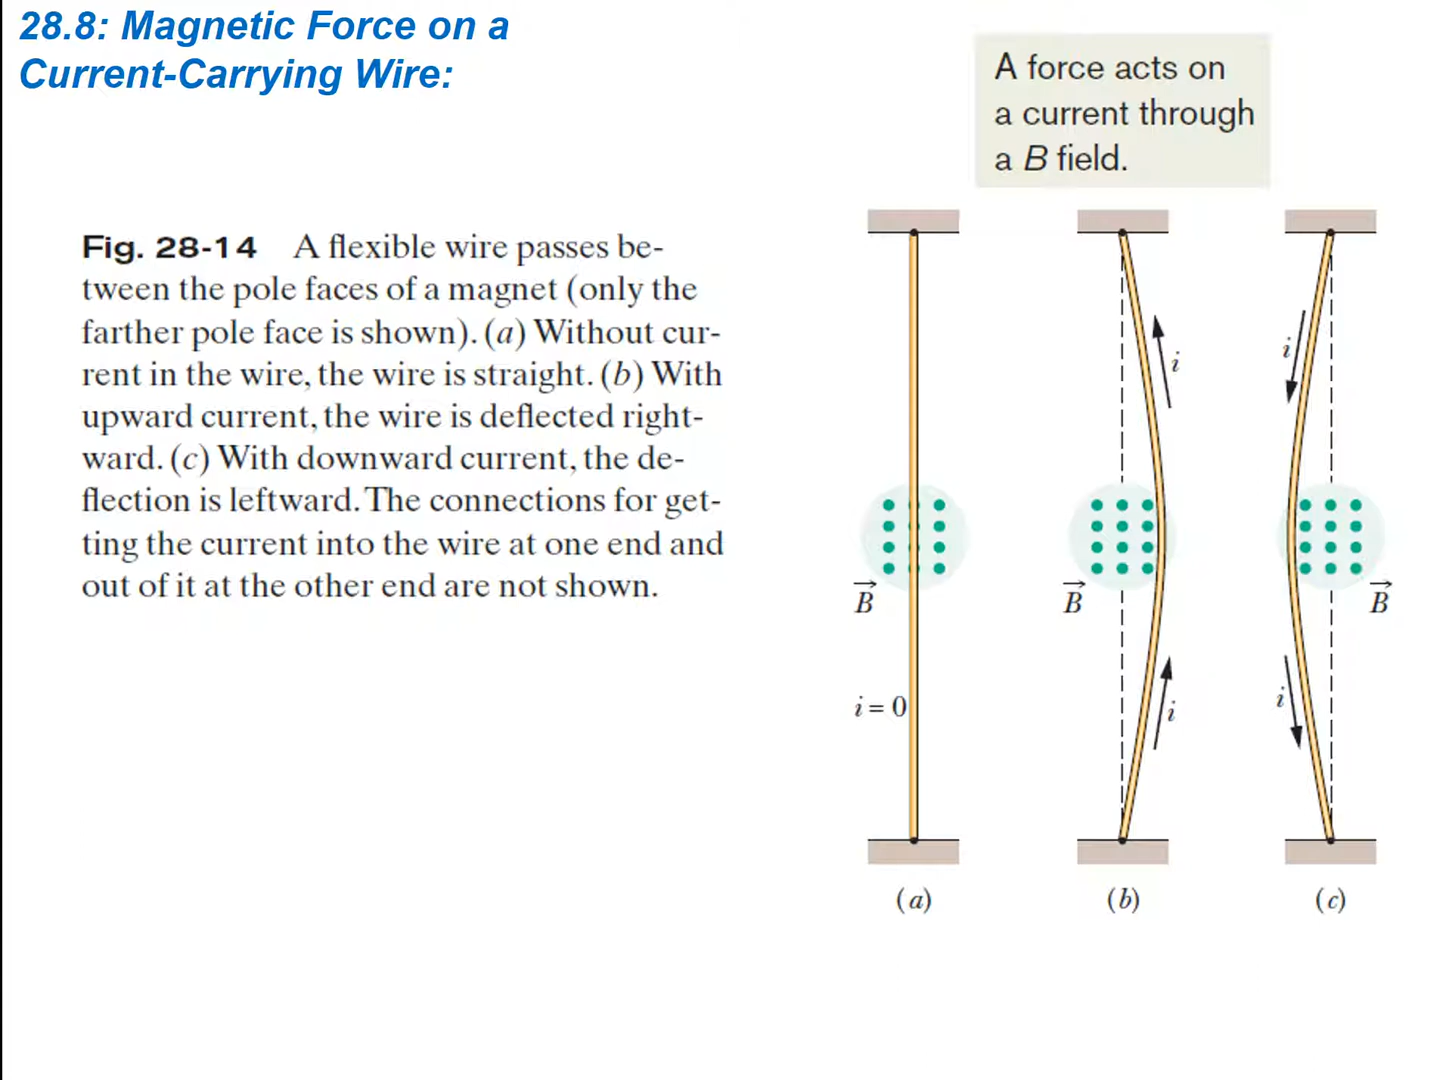 28.8: Magnetic Force on a
Current-Carrying Wire:
A force acts on
a current through
a B field.
Fig. 28-14 A flexible wire passes be-
tween the pole faces of a magnet (only the
farther pole face is shown). (a) Without cur-
rent in the wire, the wire is straight. (b) With
upward current, the wire is deflected right-
ward. (c) With downward current, the de-
flection is leftward. The connections for get-
ting the current into the wire at one end and
out of it at the other end are not shown.
i
i
B⃗
B⃗
B⃗
i = 0
i
i
(a)
(b)
(c)